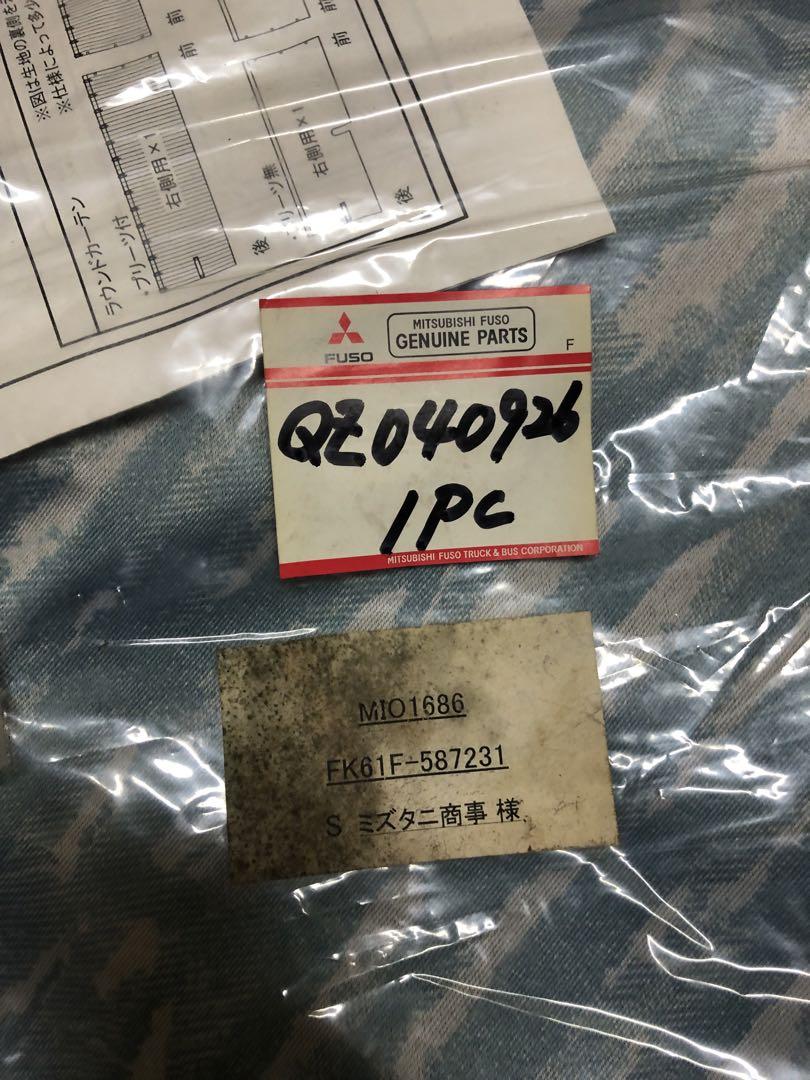 ※図は生地の裏側を
※仕様によって多少
ラウンドカーテン
・プリーツ付
右側用×1
前
後
プリーツ無
右側用×1
前
前
後
FUSO
MITSUBISHI FUSO
GENUINE PARTS
F
QZ040926
1PC
MITSUBISHI FUSO TRUCK & BUS CORPORATION
MIO1686
FK61F-587231
S ミズタニ商事 様